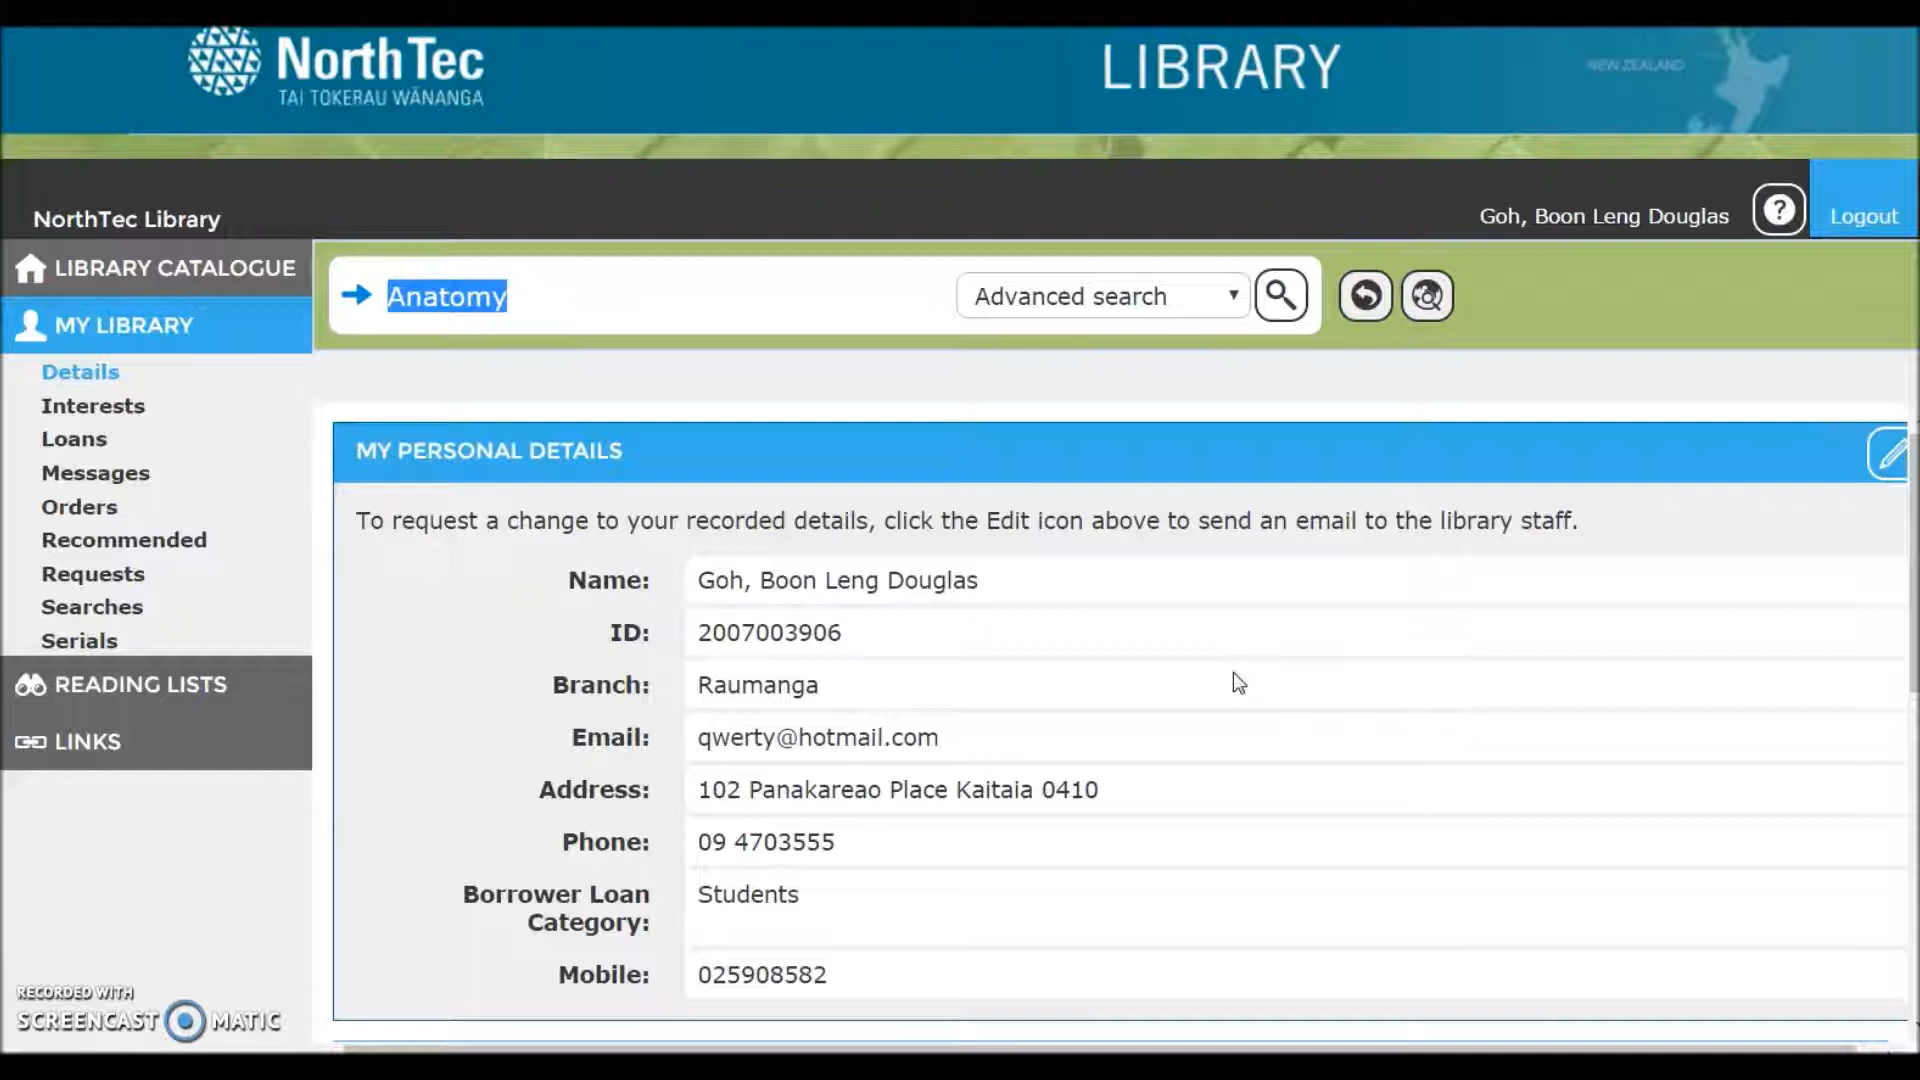 NorthTec
TAI TOKERAU WĀNANGA
LIBRARY
NEW ZEALAND
NorthTec Library
Goh, Boon Leng Douglas
?
Logout
LIBRARY CATALOGUE
Anatomy
Advanced search
MY LIBRARY
Details
Interests
Loans
Messages
Orders
Recommended
Requests
Searches
Serials
READING LISTS
LINKS
MY PERSONAL DETAILS
To request a change to your recorded details, click the Edit icon above to send an email to the library staff.
Name: Goh, Boon Leng Douglas
ID: 2007003906
Branch: Raumanga
Email: qwerty@hotmail.com
Address: 102 Panakareao Place Kaitaia 0410
Phone: 09 4703555
Borrower Loan Students
Category:
Mobile: 025908582
RECORDED WITH
SCREENCAST MATIC